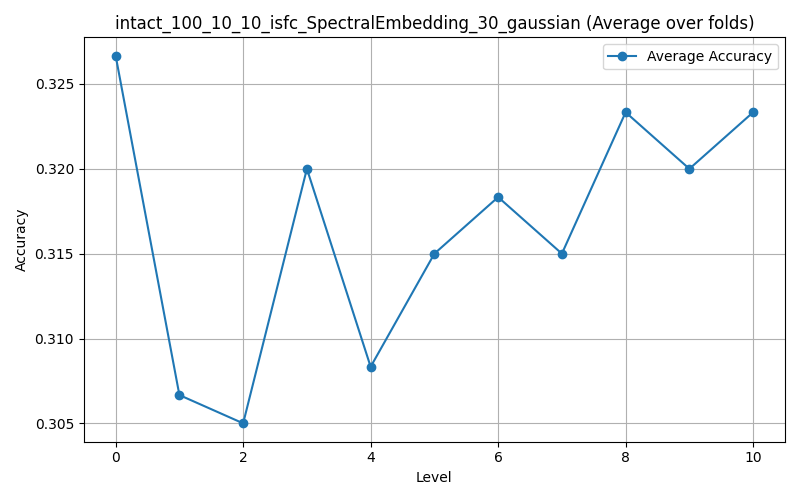 intact_100_10_10_isfc_SpectralEmbedding_30_gaussian (Average over folds)
Average Accuracy
0.325
0.320
0.315
0.310
0.305
Accuracy
0 2 4 6 8 10
Level